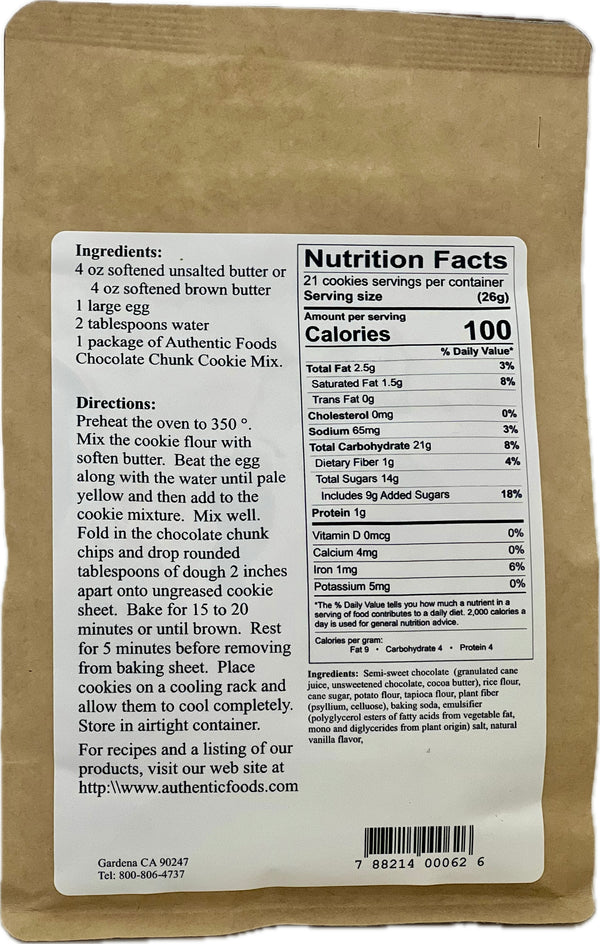 Ingredients:
4 oz softened unsalted butter or
4 oz softened brown butter
1 large egg
2 tablespoons water
1 package of Authentic Foods
Chocolate Chunk Cookie Mix.
Directions:
Preheat the oven to 350 °.
Mix the cookie flour with
soften butter. Beat the egg
along with the water until pale
yellow and then add to the
cookie mixture. Mix well.
Fold in the chocolate chunk
chips and drop rounded
tablespoons of dough 2 inches
apart onto ungreased cookie
sheet. Bake for 15 to 20
minutes or until brown. Rest
for 5 minutes before removing
from baking sheet. Place
cookies on a cooling rack and
allow them to cool completely.
Store in airtight container.
For recipes and a listing of our
products, visit our web site at
http:\\www.authenticfoods.com
Gardena CA 90247
Tel: 800-806-4737
Nutrition Facts
21 cookies servings per container
Serving size (26g)
Amount per serving
Calories 100
% Daily Value*
Total Fat 2.5g 3%
Saturated Fat 1.5g 8%
Trans Fat 0g
Cholesterol 0mg 0%
Sodium 65mg 3%
Total Carbohydrate 21g 8%
Dietary Fiber 1g 4%
Total Sugars 14g
Includes 9g Added Sugars 18%
Protein 1g
Vitamin D 0mcg 0%
Calcium 4mg 0%
Iron 1mg 6%
Potassium 5mg 0%
*The % Daily Value tells you how much a nutrient in a
serving of food contributes to a daily diet. 2,000 calories a
day is used for general nutrition advice.
Calories per gram:
Fat 9 • Carbohydrate 4 • Protein 4
Ingredients: Semi-sweet chocolate (granulated cane
juice, unsweetened chocolate, cocoa butter), rice flour,
cane sugar, potato flour, tapioca flour, plant fiber
(psyllium, celluose), baking soda, emulsifier
(polyglycerol esters of fatty acids from vegetable fat,
mono and diglycerides from plant origin) salt, natural
vanilla flavor,
7 88214 00062 6